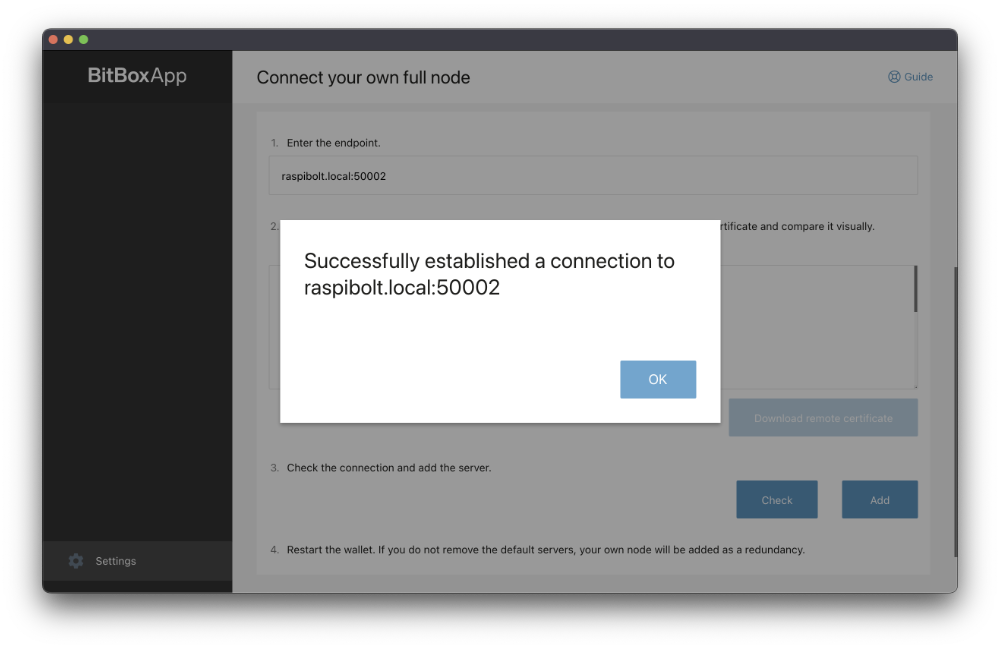 BitBoxApp
Connect your own full node
Guide
1. Enter the endpoint.
raspibolt.local:50002
2.
rtificate and compare it visually.
Successfully established a connection to
raspibolt.local:50002
OK
Download remote certificate
3. Check the connection and add the server.
Check
Add
4. Restart the wallet. If you do not remove the default servers, your own node will be added as a redundancy.
Settings